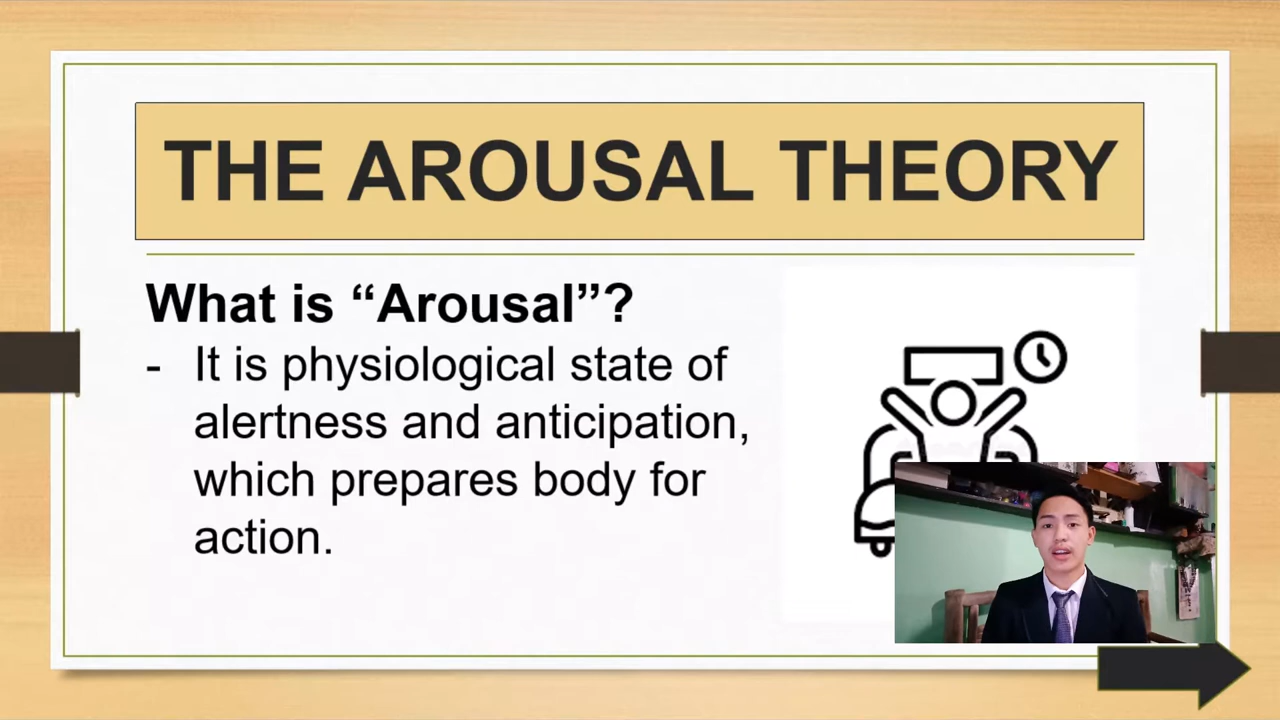 THE AROUSAL THEORY
What is “Arousal”?
- It is physiological state of
alertness and anticipation,
which prepares body for
action.